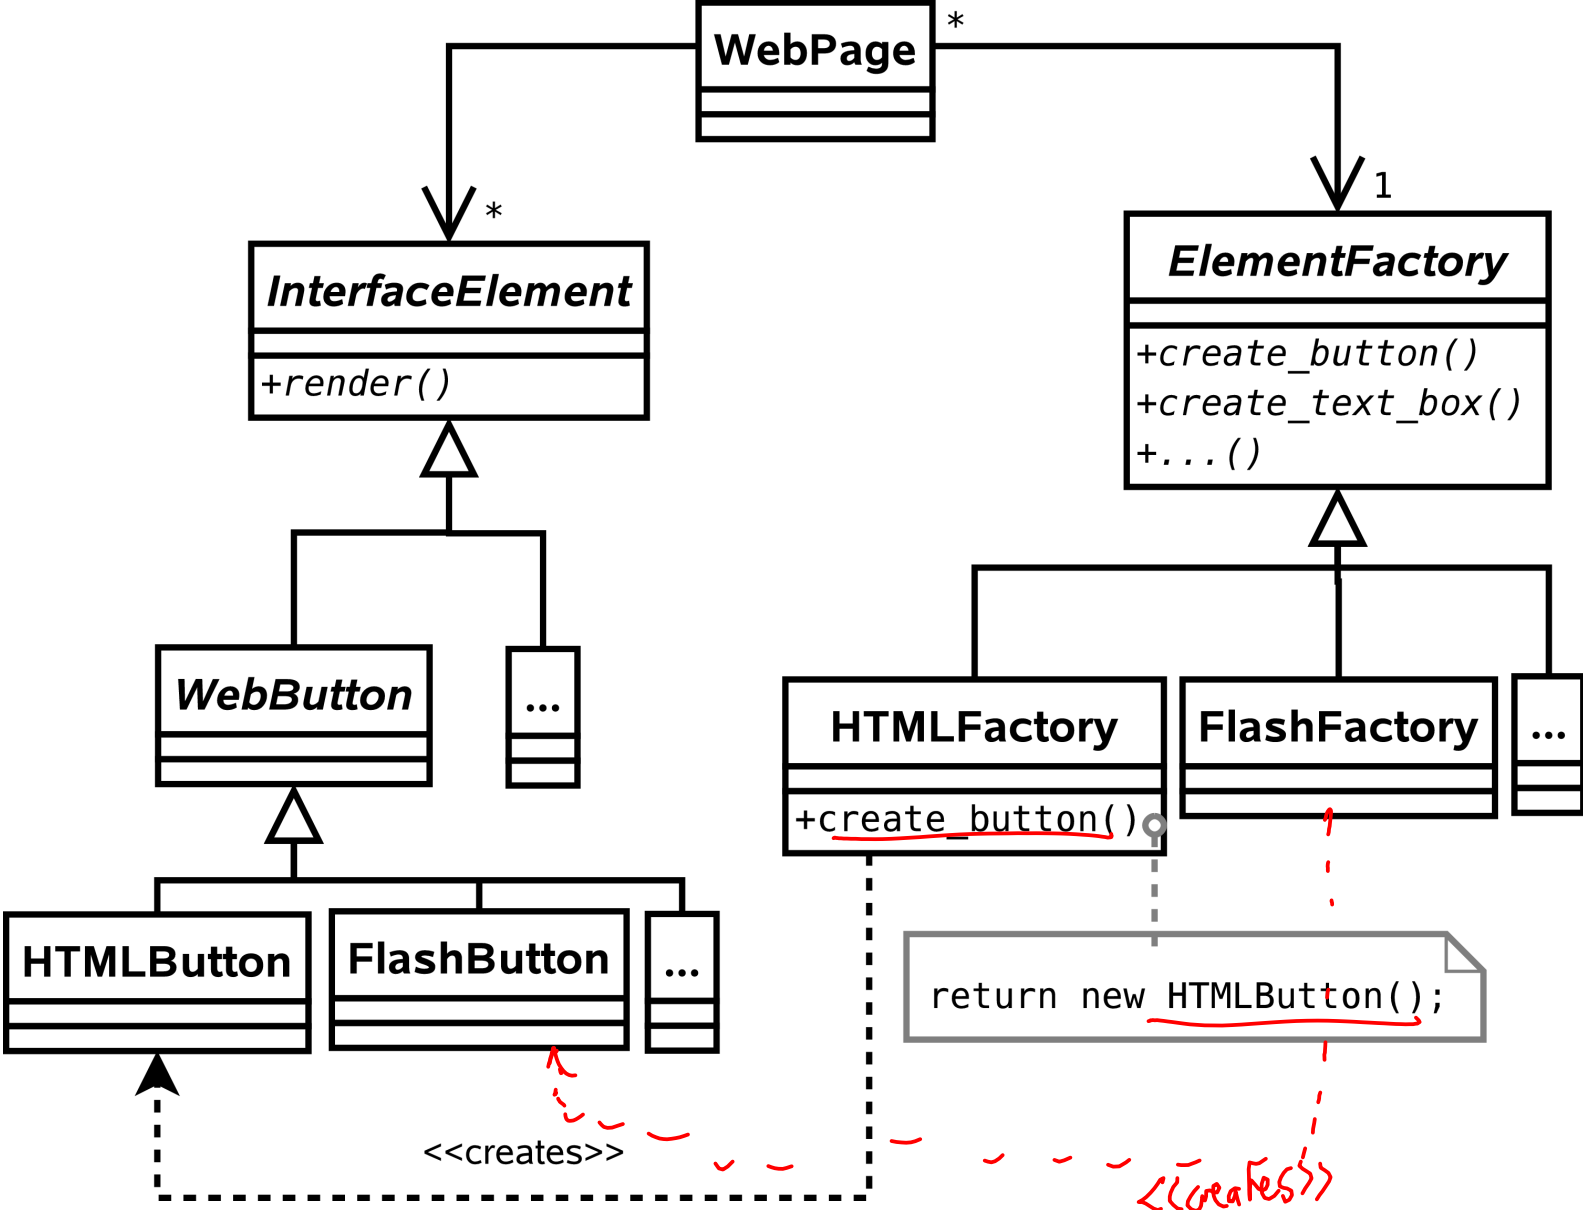 WebPage
*
*
1
InterfaceElement
+render()
ElementFactory
+create_button()
+create_text_box()
+...()
WebButton
...
HTMLFactory
+create_button()
FlashFactory
...
HTMLButton
FlashButton
...
return new HTMLButton();
<<creates>>
<<creates>>